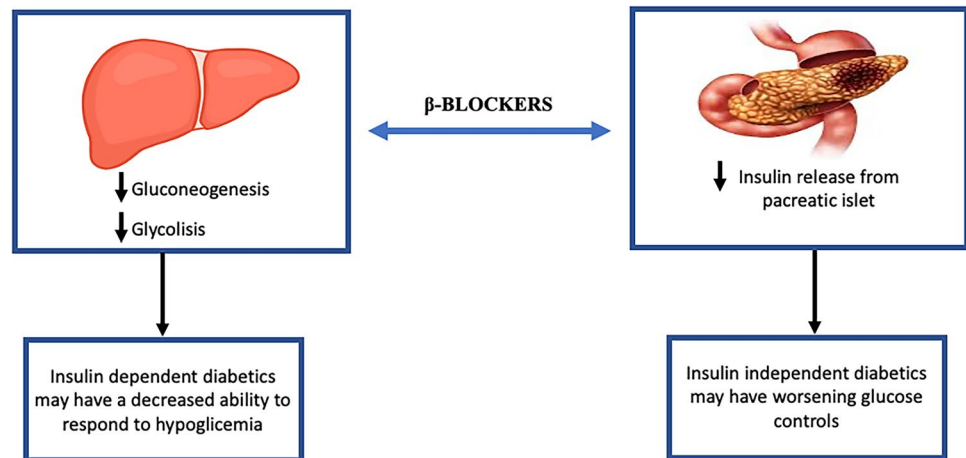 β-BLOCKERS
Gluconeogenesis
Glycolisis
Insulin release from
pacreatic islet
Insulin dependent diabetics
may have a decreased ability to
respond to hypoglicemia
Insulin independent diabetics
may have worsening glucose
controls